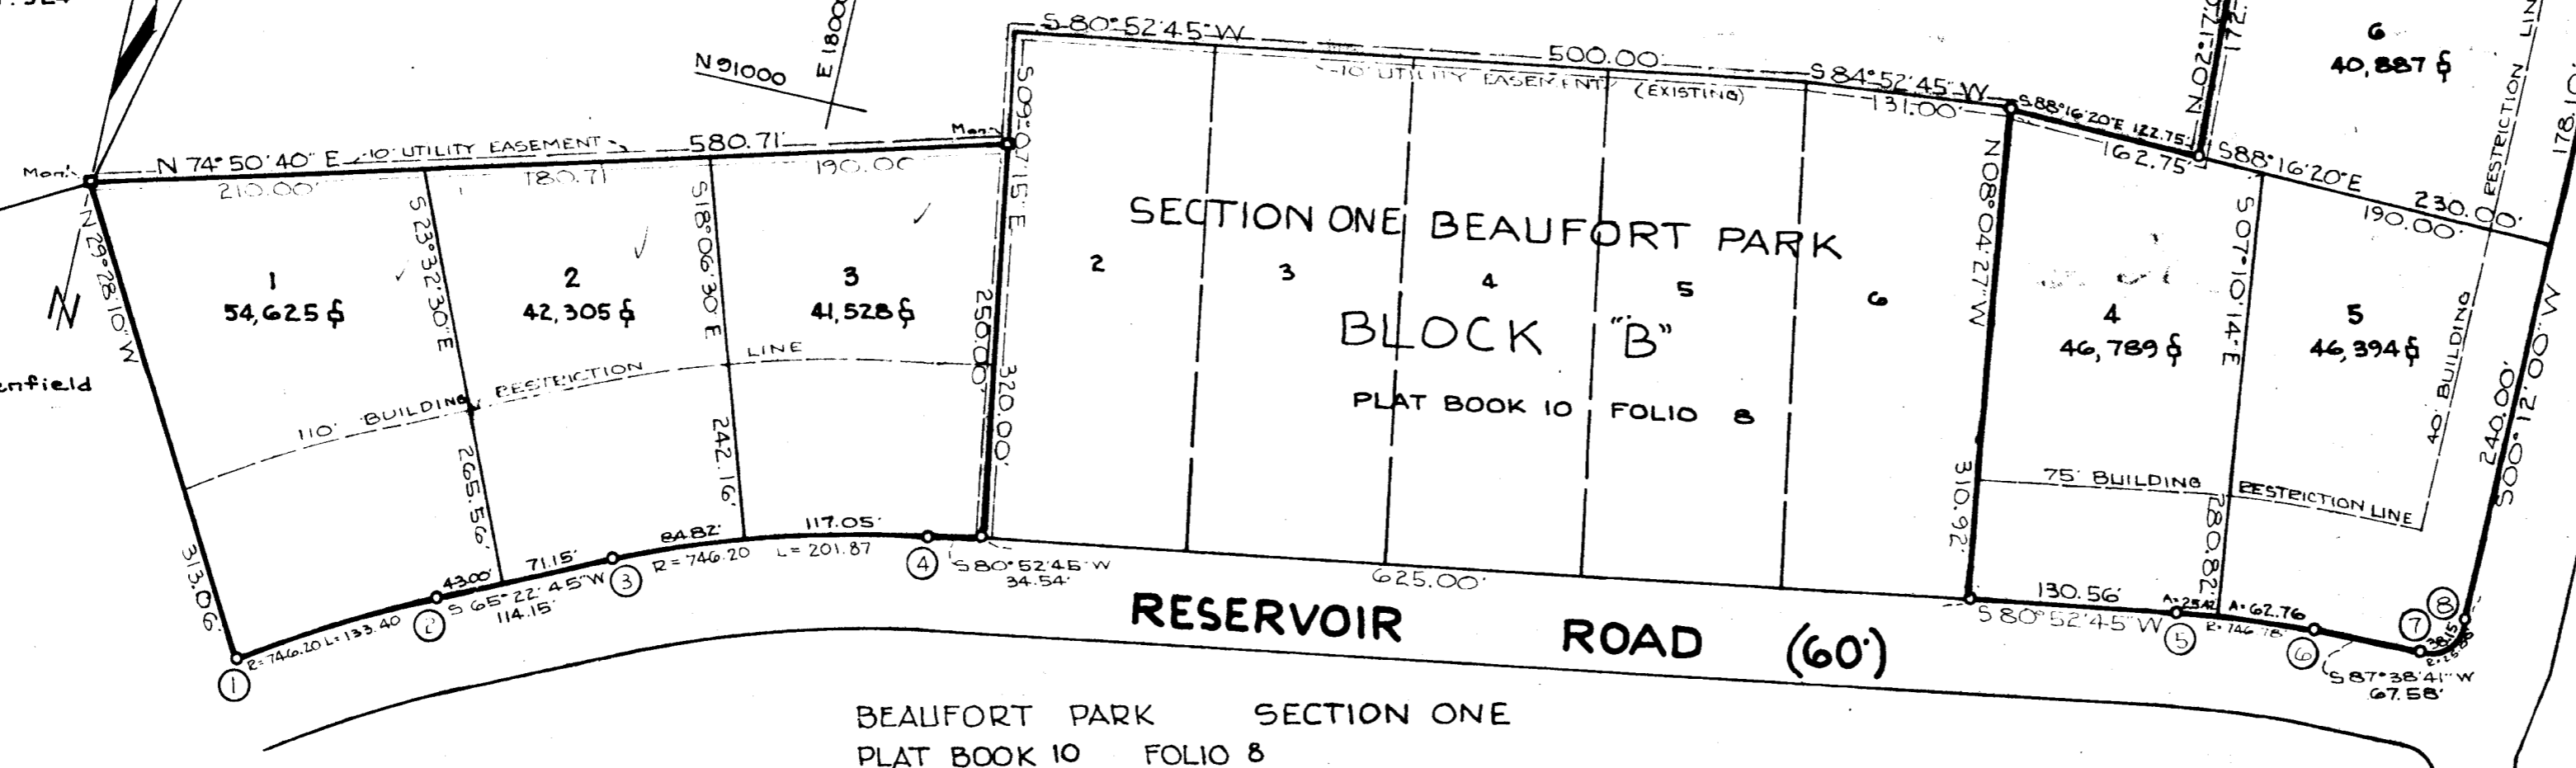 E 18000
N 91000
S 80°52'45" W
500.00'
10' UTILITY EASEMENT (EXISTING)
S 84°52'45" W
131.00'
S 88°16'20"E 122.75'
162.75'
S 88°16'20"E
230.00'
190.00'
6
40,887
RESTRICTION LINE
178.10'
Mon.
N 74°50'40" E
10' UTILITY EASEMENT
580.71'
Mon.
210.00'
180.71
190.00
N 29°28'10" W
313.06'
S 23°32'30" E
265.56'
S 18°06'30" E
242.16'
S 09°07'15" E
250.00'
320.00'
N
enfield
1
54,625
2
42,305
3
41,528
110' BUILDING RESTRICTION LINE
SECTION ONE BEAUFORT PARK
2
3
4
5
6
BLOCK "B"
PLAT BOOK 10 FOLIO 8
N 08°04'27" W
310.92'
4
46,789
S 07°10'14" E
280.82'
5
46,394
40' BUILDING
240.00'
S 00°12'00" W
75' BUILDING RESTRICTION LINE
1
R=746.20 L=133.40
2
43.00'
71.15'
S 65°22'45" W
114.15'
3
84.82'
117.05'
R=746.20 L=201.87
4
S 80°52'45" W
34.54'
625.00'
130.56'
S 80°52'45" W
5
A=25.42
A=62.76
R=746.78'
6
S 87°38'41" W
67.58'
7
8
38.15
RESERVOIR ROAD (60')
BEAUFORT PARK SECTION ONE
PLAT BOOK 10 FOLIO 8